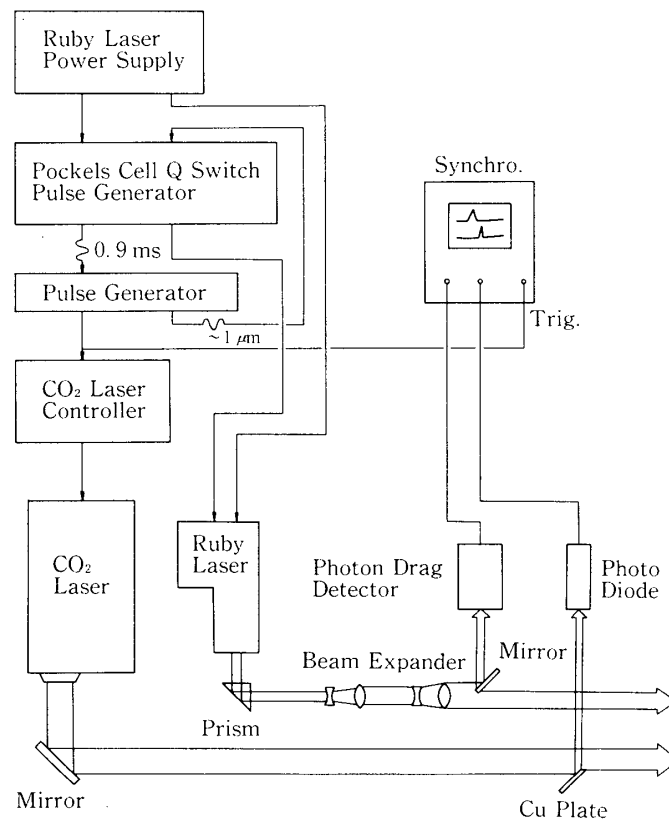 Ruby Laser
Power Supply
Pockels Cell Q Switch
Pulse Generator
Synchro.
0.9 ms
Pulse Generator
Trig.
~1 μm
CO₂ Laser
Controller
CO₂
Laser
Ruby
Laser
Photon Drag
Detector
Photo
Diode
Beam Expander
Mirror
Prism
Mirror
Cu Plate